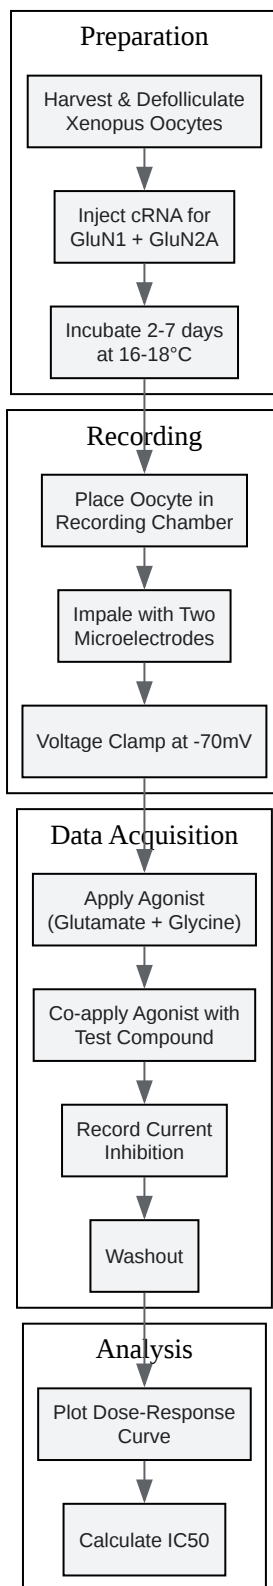 Preparation
Harvest & Defolliculate
Xenopus Oocytes
Inject cRNA for
GluN1 + GluN2A
Incubate 2-7 days
at 16-18°C
Recording
Place Oocyte in
Recording Chamber
Impale with Two
Microelectrodes
Voltage Clamp at -70mV
Data Acquisition
Apply Agonist
(Glutamate + Glycine)
Co-apply Agonist with
Test Compound
Record Current
Inhibition
Washout
Analysis
Plot Dose-Response
Curve
Calculate IC50